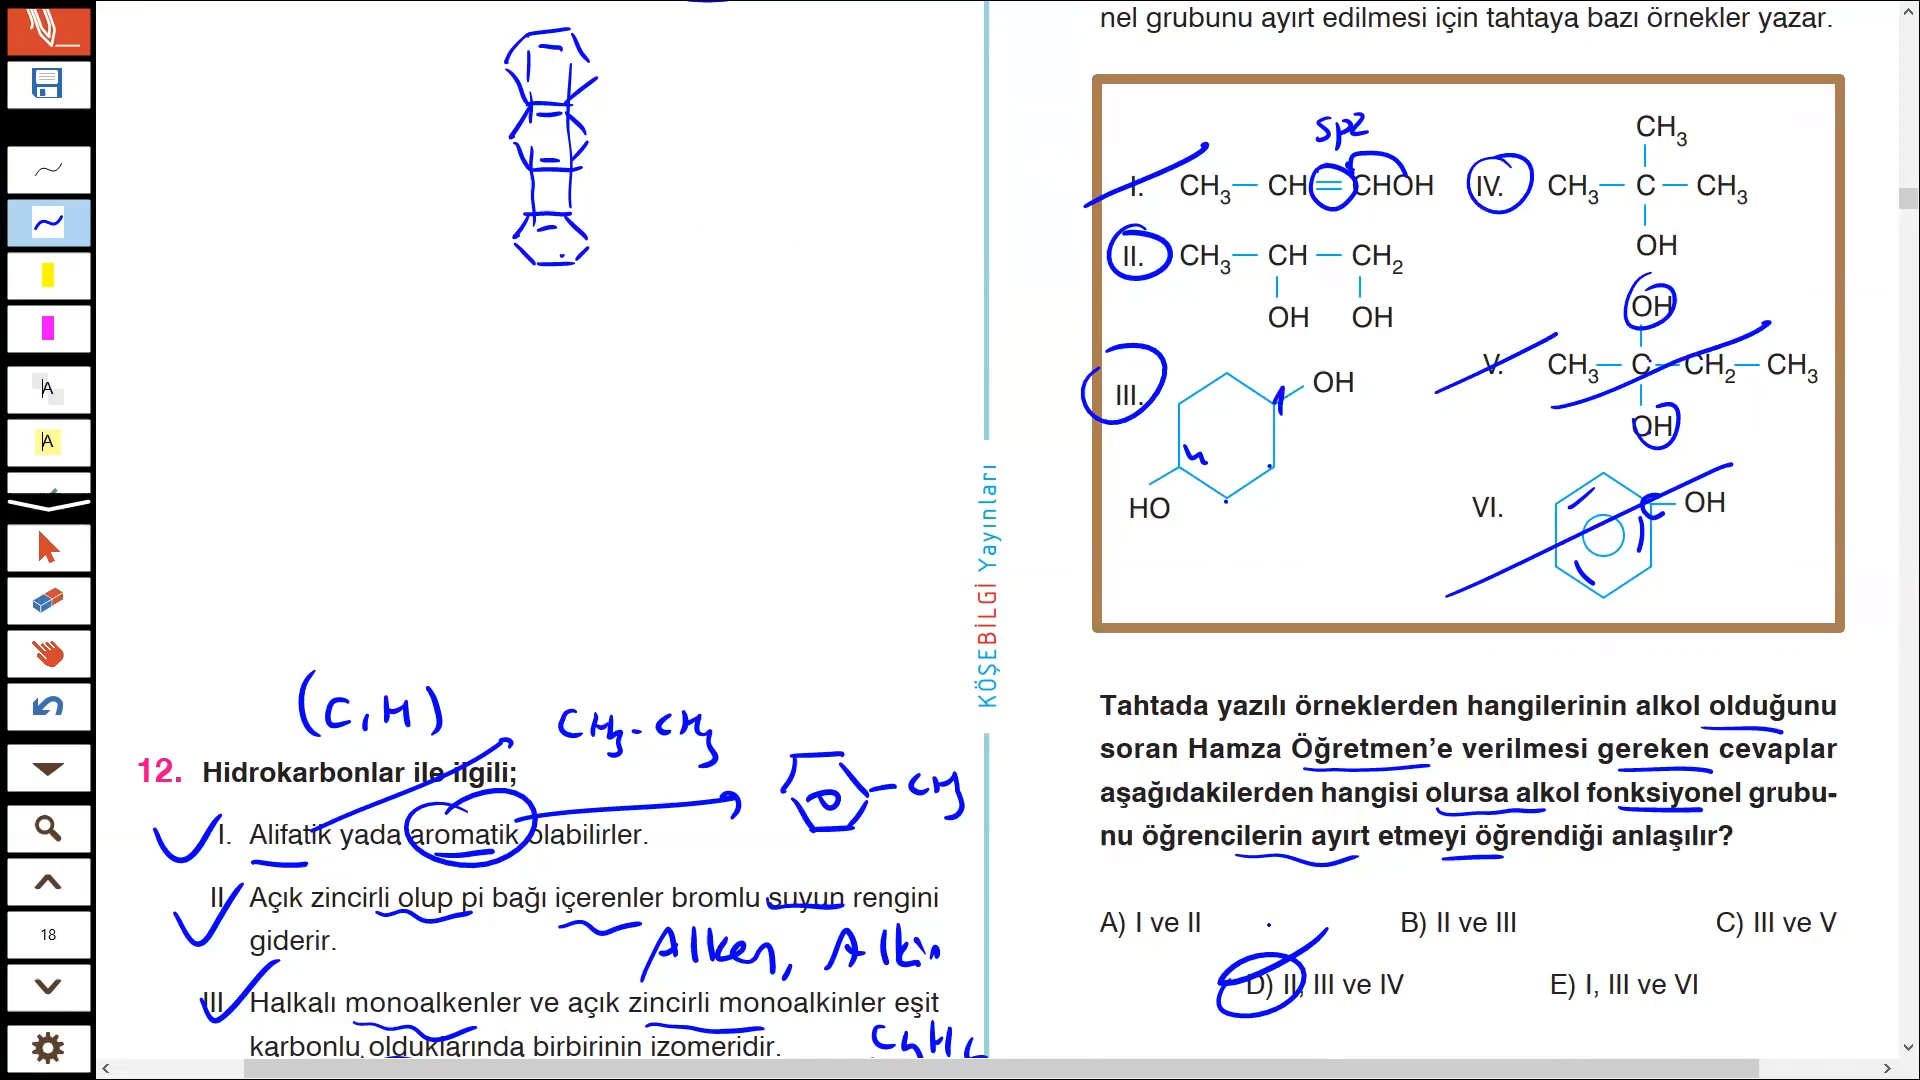 (C, H)
CH3 - CH3
12. Hidrokarbonlar ile ilgili;
CH
I. Alifatik yada aromatik olabilirler.
II. Açık zincirli olup pi bağı içerenler bromlu suyun rengini
giderir.
Alken, Alkin
III. Halkalı monoalkenler ve açık zincirli monoalkinler eşit
karbonlu olduklarında birbirinin izomeridir.
KÖŞEBİLGİ Yayınları
nel grubunu ayırt edilmesi için tahtaya bazı örnekler yazar.
sp2
I. CH3 — CH = CHOH
II. CH3 — CH — CH2
OH OH
III. OH
HO
1
4
IV. CH3
CH3 — C — CH3
OH
OH
V. CH3 — C — CH2 — CH3
OH
VI. OH
Tahtada yazılı örneklerden hangilerinin alkol olduğunu
soran Hamza Öğretmen’e verilmesi gereken cevaplar
aşağıdakilerden hangisi olursa alkol fonksiyonel grubu-
nu öğrencilerin ayırt etmeyi öğrendiği anlaşılır?
A) I ve II B) II ve III C) III ve V
D) II, III ve IV E) I, III ve VI
A
A
18